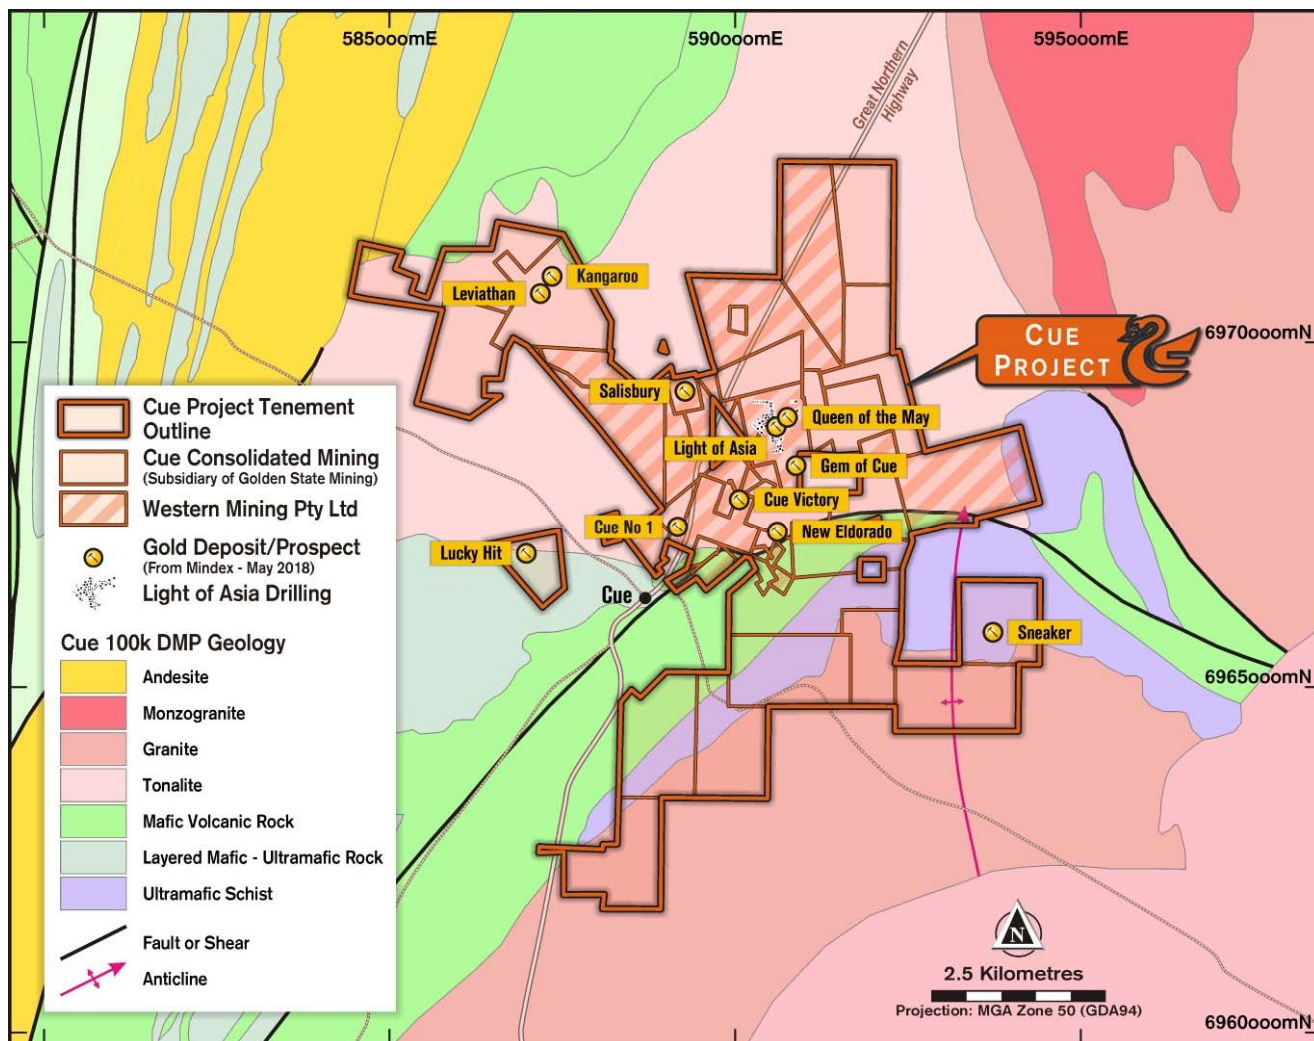 585000mE
590000mE
595000mE
Great Northern
Highway
Kangaroo
Leviathan
6970000mN
CUE
PROJECT
Salisbury
Queen of the May
Light of Asia
Gem of Cue
Cue Victory
Cue No 1
New Eldorado
Lucky Hit
Cue
Sneaker
6965000mN
Cue Project Tenement
Outline
Cue Consolidated Mining
(Subsidiary of Golden State Mining)
Western Mining Pty Ltd
Gold Deposit/Prospect
(From Mindex - May 2018)
Light of Asia Drilling
Cue 100k DMP Geology
Andesite
Monzogranite
Granite
Tonalite
Mafic Volcanic Rock
Layered Mafic - Ultramafic Rock
Ultramafic Schist
Fault or Shear
Anticline
N
2.5 Kilometres
Projection: MGA Zone 50 (GDA94)
6960000mN